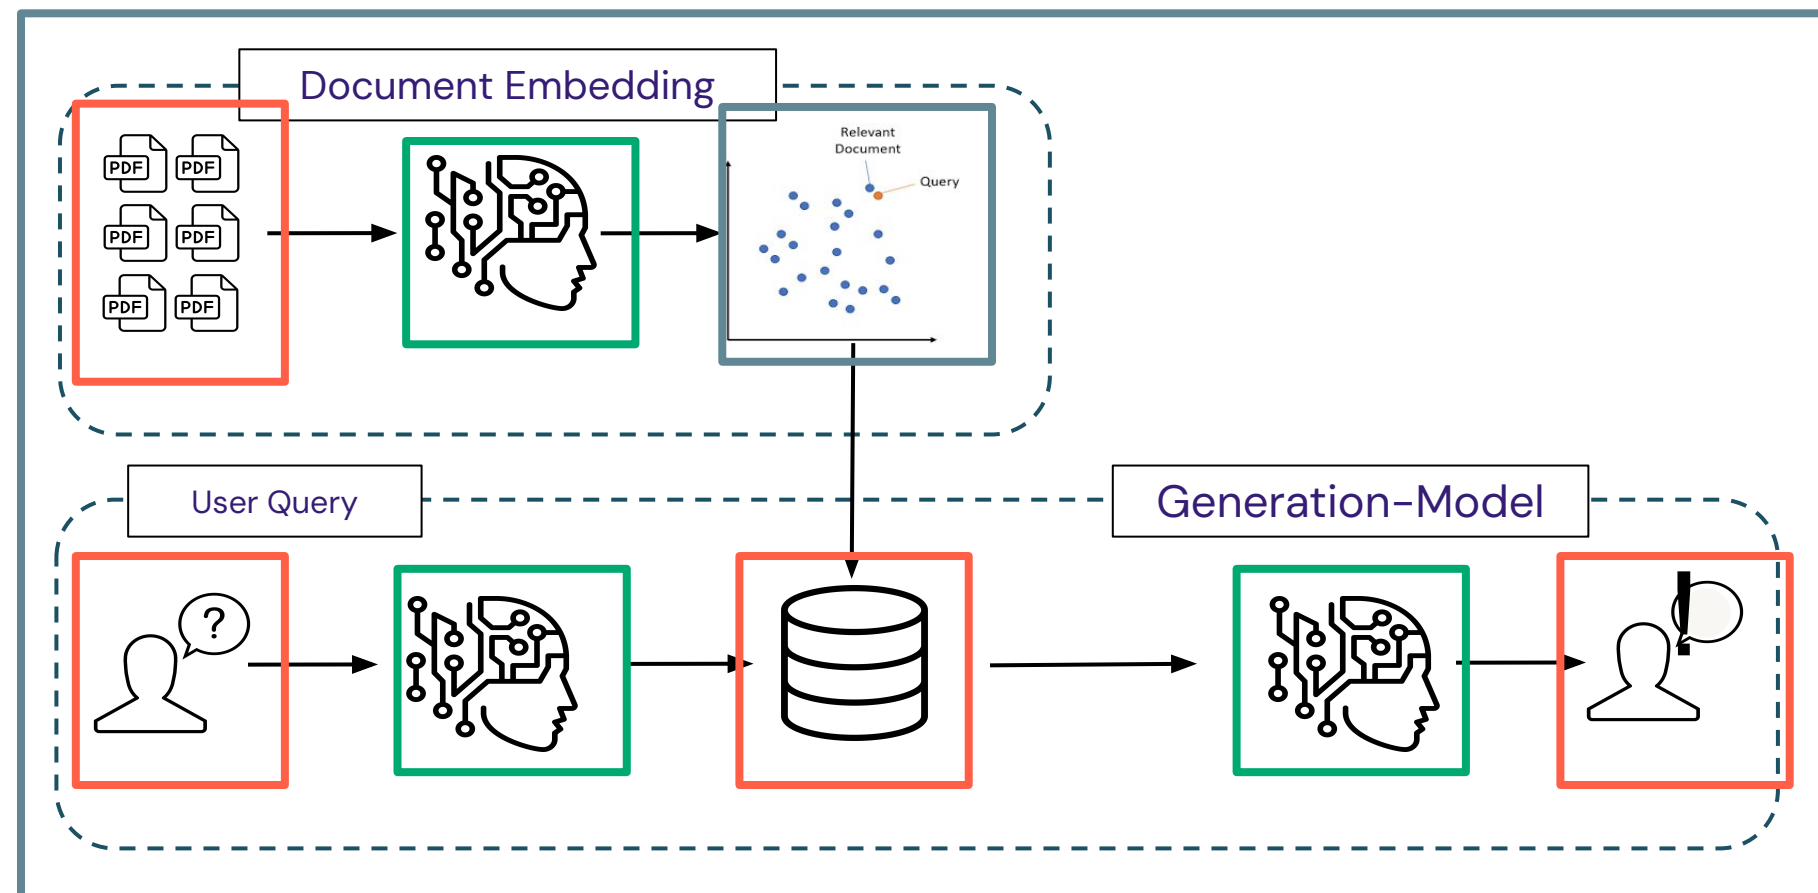 Document Embedding
PDF PDF
PDF PDF
PDF PDF
Relevant
Document
Query
User Query
Generation-Model
?
!